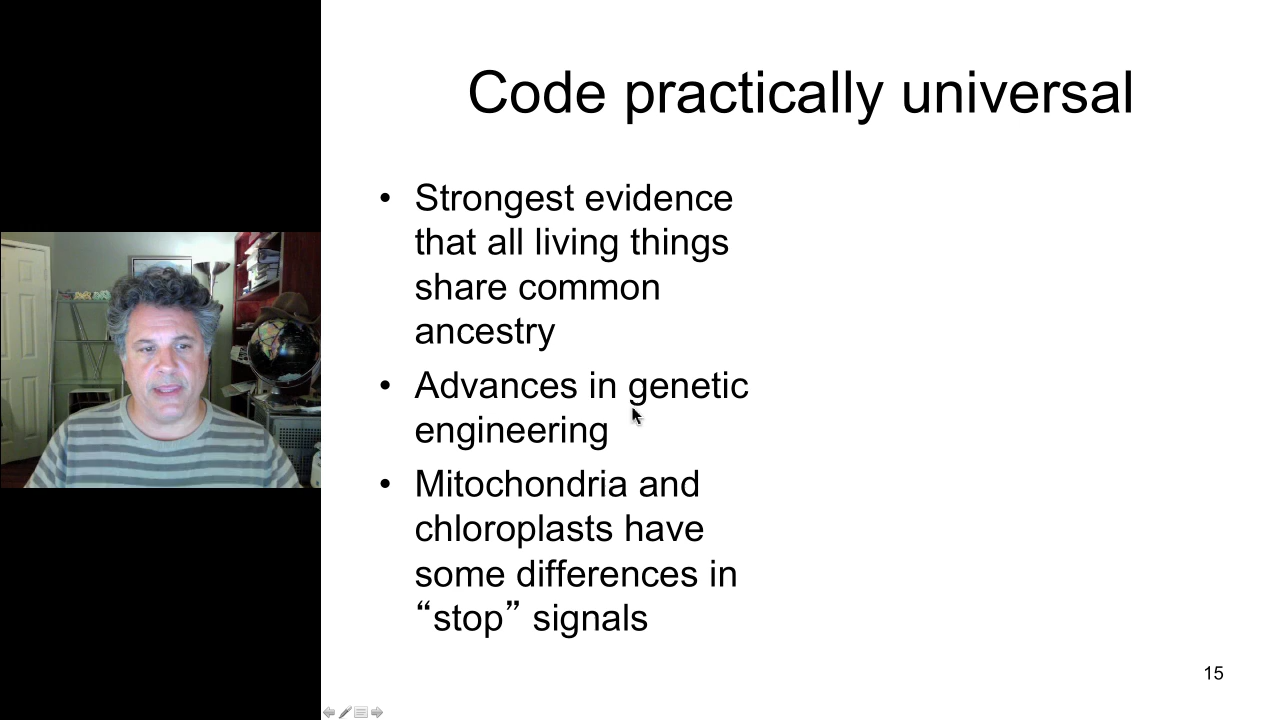 Code practically universal
• Strongest evidence
that all living things
share common
ancestry
• Advances in genetic
engineering
• Mitochondria and
chloroplasts have
some differences in
“stop” signals
15